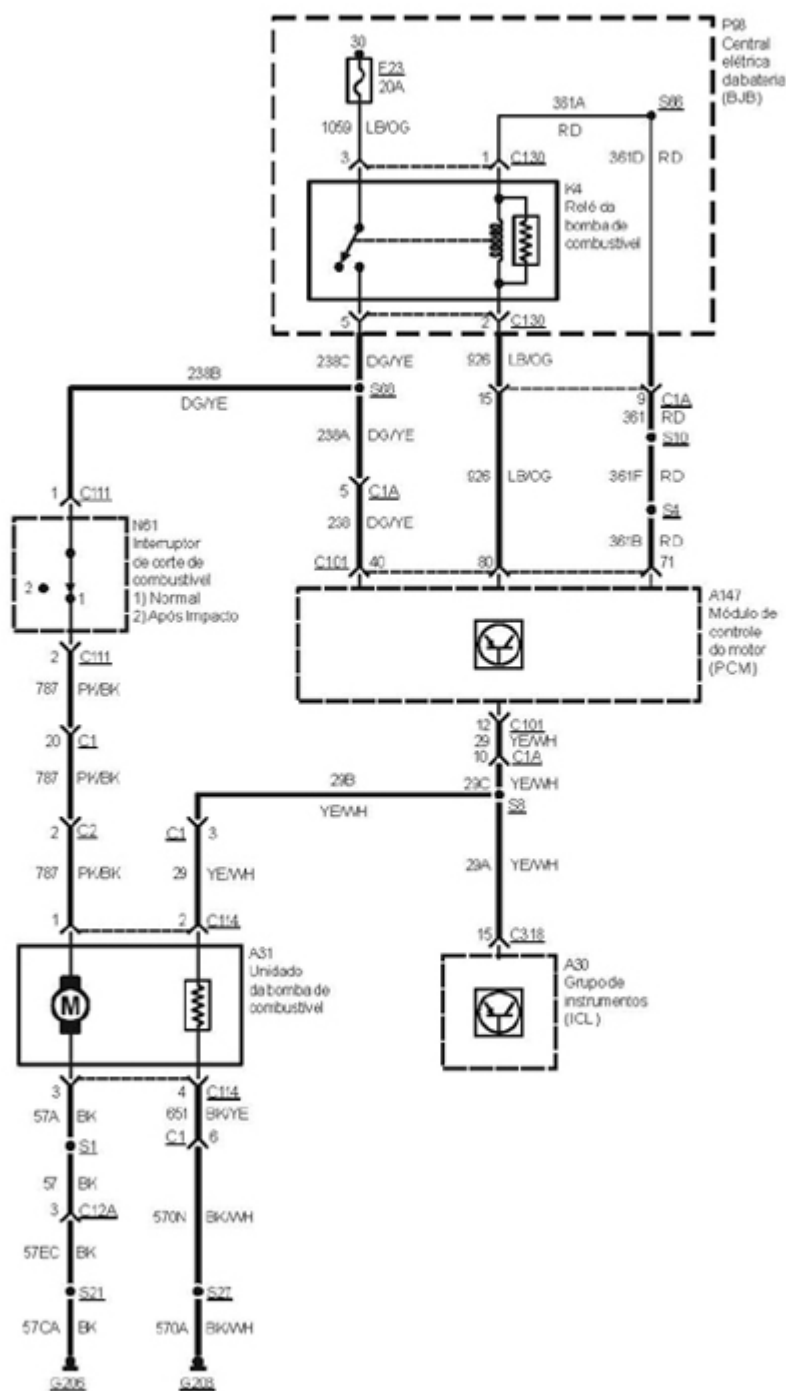 P98
Central
elétrica
dabateria
(BJB)
30
F23
20A
361A
S66
RD
1059 LB/OG
361D RD
3
1 C130
K4
Relé da
bomba de
combustível
5
2 C130
238C DG/YE
926 LB/OG
238B
DG/YE
S68
15
9 C1A
361 RD
S10
238A DG/YE
926 LB/OG
361F RD
5 C1A
S4
238 DG/YE
361B RD
1 C111
C101 40
80
71
N61
Interruptor
de corte de
combustível
1) Normal
2) Após Impacto
2
1
A147
Módulo de
controle
do motor
(PCM)
2 C111
787 PK/BK
20 C1
12 C101
29 YE/WH
10 C1A
787 PK/BK
29B
YE/WH
29C YE/WH
S8
2 C2
C1 3
787 PK/BK
29 YE/WH
29A YE/WH
1
2 C114
15 C318
A31
Unidado
da bomba de
combustível
M
A30
Grupo de
instrumentos
(ICL)
3
4 C114
57A BK
651 BK/YE
S1
C1 6
57 BK
3 C12A
570N BK/WH
57EC BK
S21
S27
57CA BK
570A BK/WH
G206
G203